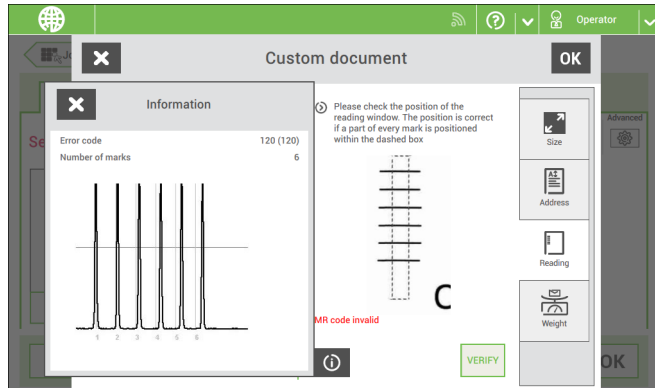 Operator
Jo
Custom document
OK
Information
Error code 120 (120)
Number of marks 6
1 2 3 4 5 6
Please check the position of the
reading window. The position is correct
if a part of every mark is positioned
within the dashed box
C
MR code invalid
VERIFY
Size
Address
Reading
Weight
Advanced
Se
OK